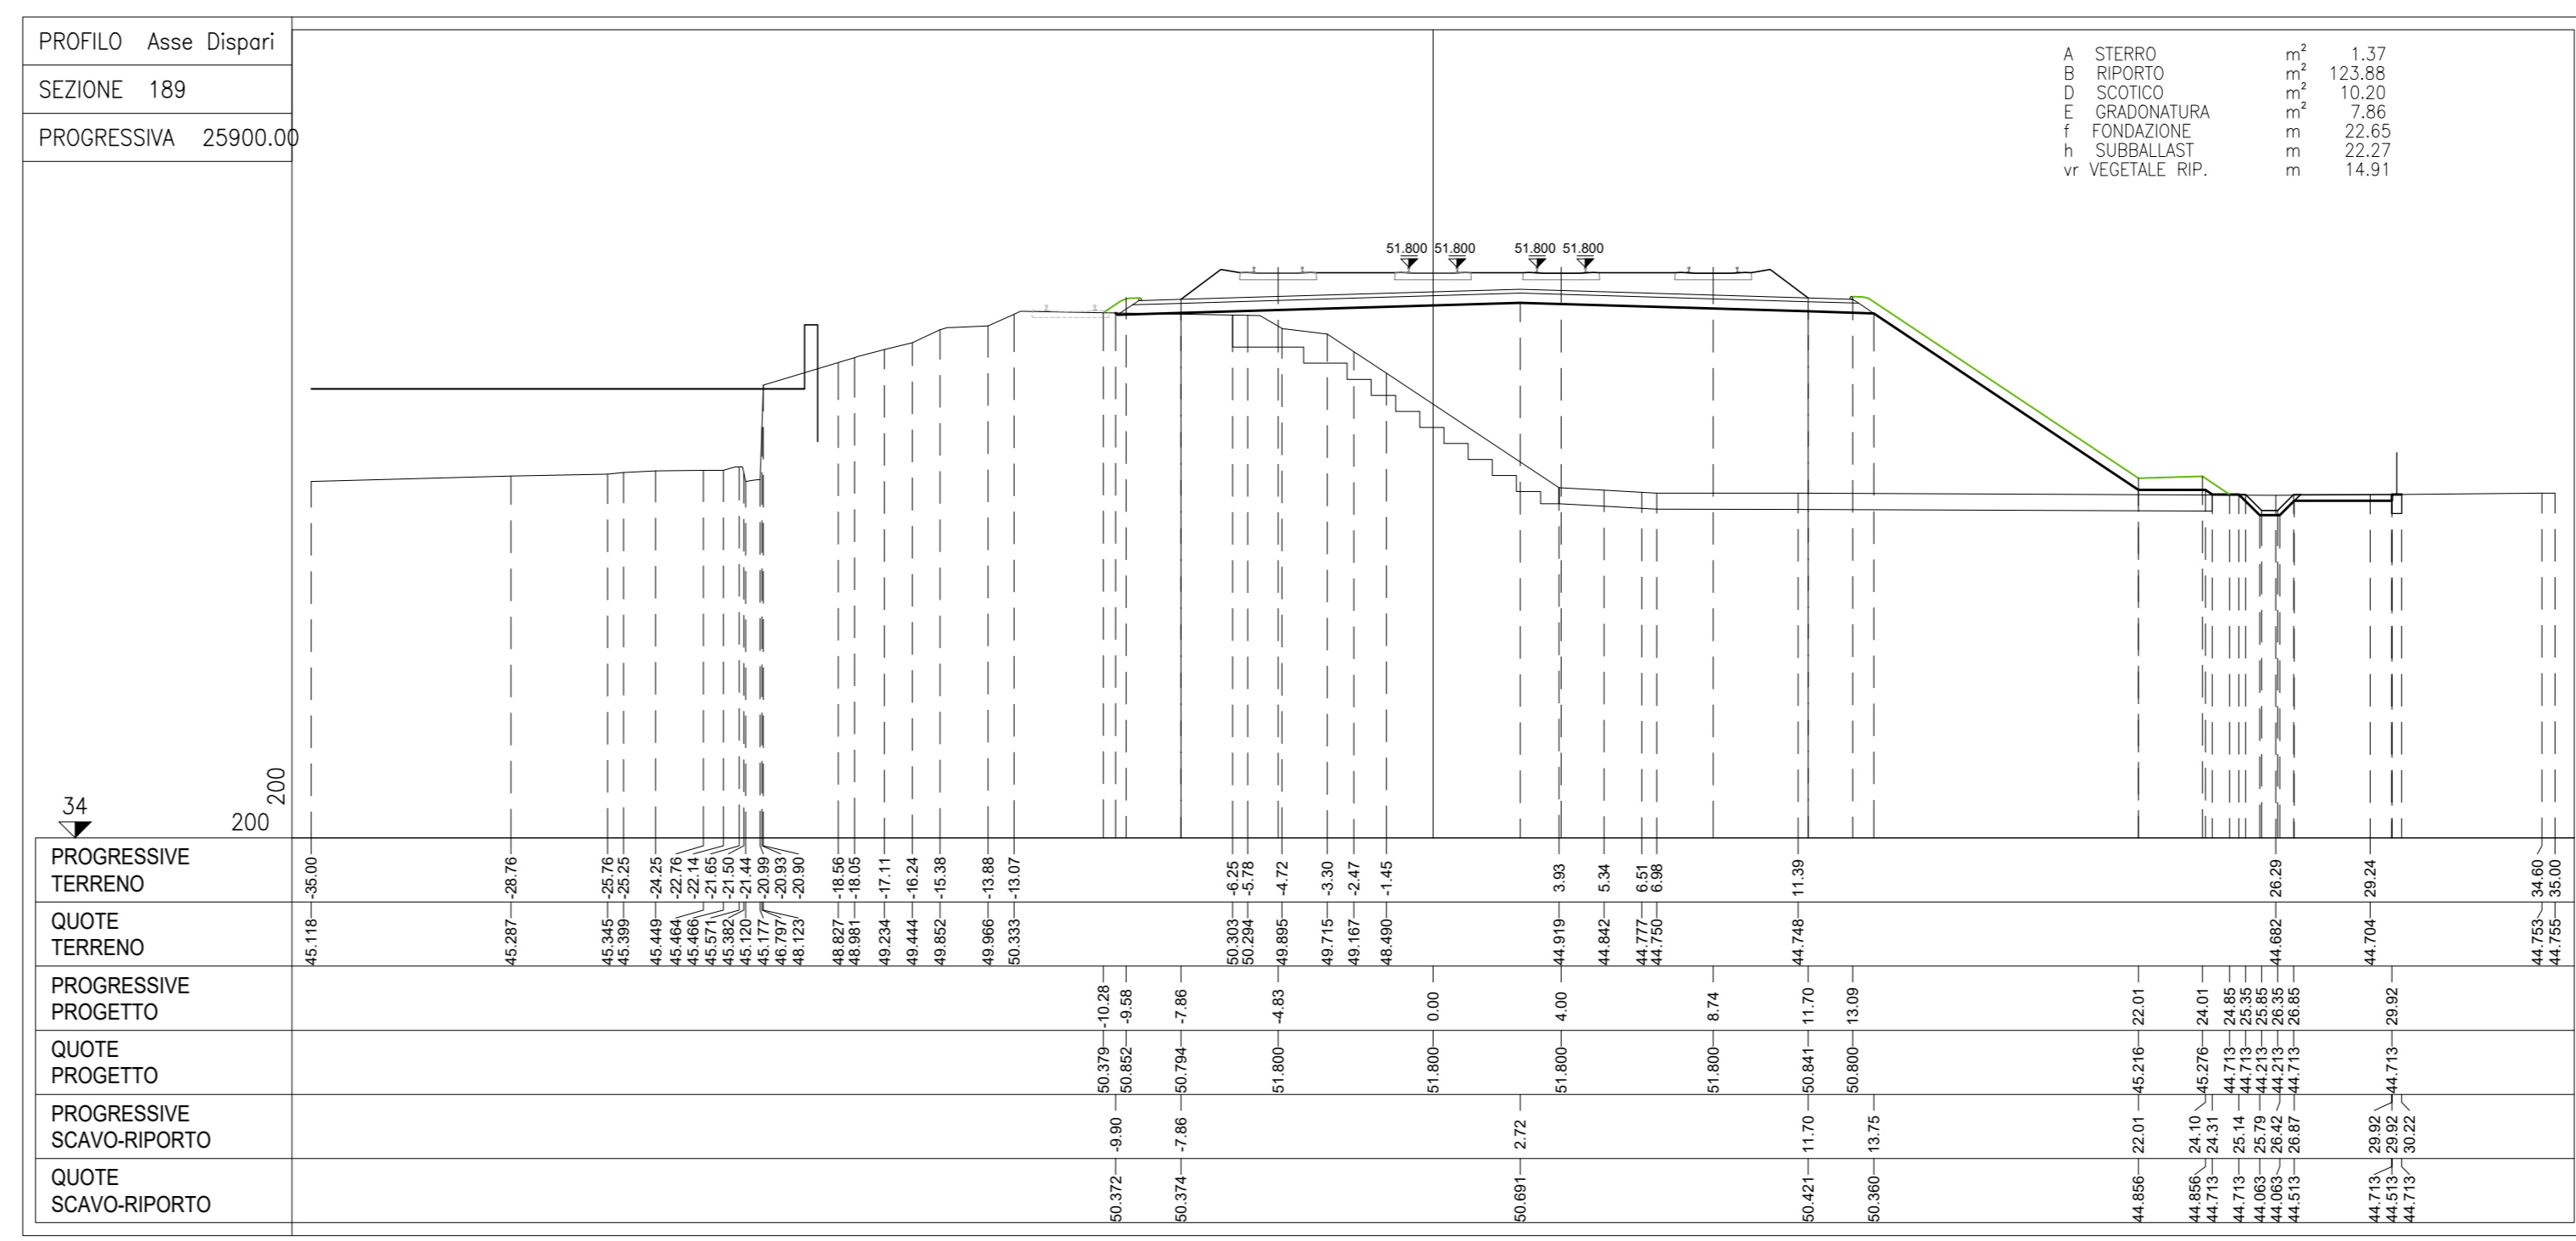 PROFILO Asse Dispari
SEZIONE 189
PROGRESSIVA 25900.00
A STERRO m² 1.37
B RIPORTO m² 123.88
D SCOTICO m² 10.20
E GRADONATURA m² 7.86
f FONDAZIONE m 22.65
h SUBBALLAST m 22.27
vr VEGETALE RIP. m 14.91
51.800 51.800 51.800 51.800
34
200
200
PROGRESSIVE
TERRENO
-35.00 -28.76 -25.76 -25.25 -24.25 -22.76 -22.14 -21.65 -21.50 -21.44 -20.99 -20.93 -20.90 -18.56 -18.05 -17.11 -16.24 -15.38 -13.88 -13.07 -6.25 -5.78 -4.72 -3.30 -2.47 -1.45 3.93 5.34 6.51 6.98 11.39 26.29 29.24 34.60 35.00
QUOTE
TERRENO
45.118 45.287 45.345 45.399 45.449 45.464 45.466 45.571 45.382 45.120 45.177 46.797 48.123 48.827 48.981 49.234 49.444 49.852 49.966 50.333 50.303 50.294 49.895 49.715 49.167 48.490 44.919 44.842 44.777 44.750 44.748 44.682 44.704 44.753 44.755
PROGRESSIVE
PROGETTO
-10.28 -9.58 -7.86 -4.83 0.00 4.00 8.74 11.70 13.09 22.01 24.01 24.85 25.35 25.85 26.35 26.85 29.92
QUOTE
PROGETTO
50.379 50.852 50.794 51.800 51.800 51.800 51.800 50.841 50.800 45.216 45.276 44.713 44.713 44.213 44.213 44.713 44.713
PROGRESSIVE
SCAVO-RIPORTO
-9.90 -7.86 2.72 11.70 13.75 22.01 24.10 24.31 25.14 25.79 26.42 26.87 29.92 29.92 30.22
QUOTE
SCAVO-RIPORTO
50.372 50.374 50.691 50.421 50.360 44.856 44.856 44.713 44.713 44.063 44.063 44.513 44.713 44.513 44.713